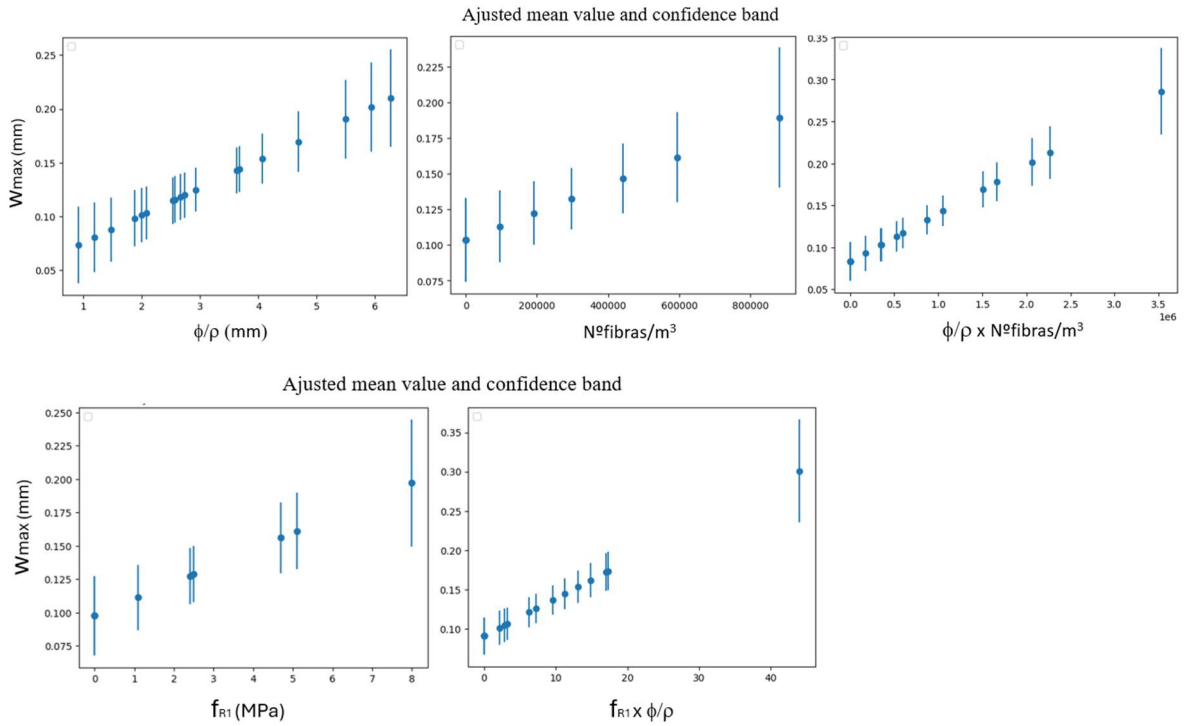 Ajusted mean value and confidence band
Wmax (mm)
0.25
0.20
0.15
0.10
0.05
1 2 3 4 5 6
ϕ/ρ (mm)
0.225
0.200
0.175
0.150
0.125
0.100
0.075
0 200000 400000 600000 800000
Nºfibras/m³
0.35
0.30
0.25
0.20
0.15
0.10
0.05
0.0 0.5 1.0 1.5 2.0 2.5 3.0 3.5
1e6
ϕ/ρ x Nºfibras/m³
Ajusted mean value and confidence band
Wmax (mm)
0.250
0.225
0.200
0.175
0.150
0.125
0.100
0.075
0 1 2 3 4 5 6 7 8
fR1 (MPa)
0.35
0.30
0.25
0.20
0.15
0.10
0 10 20 30 40
fR1 x ϕ/ρ